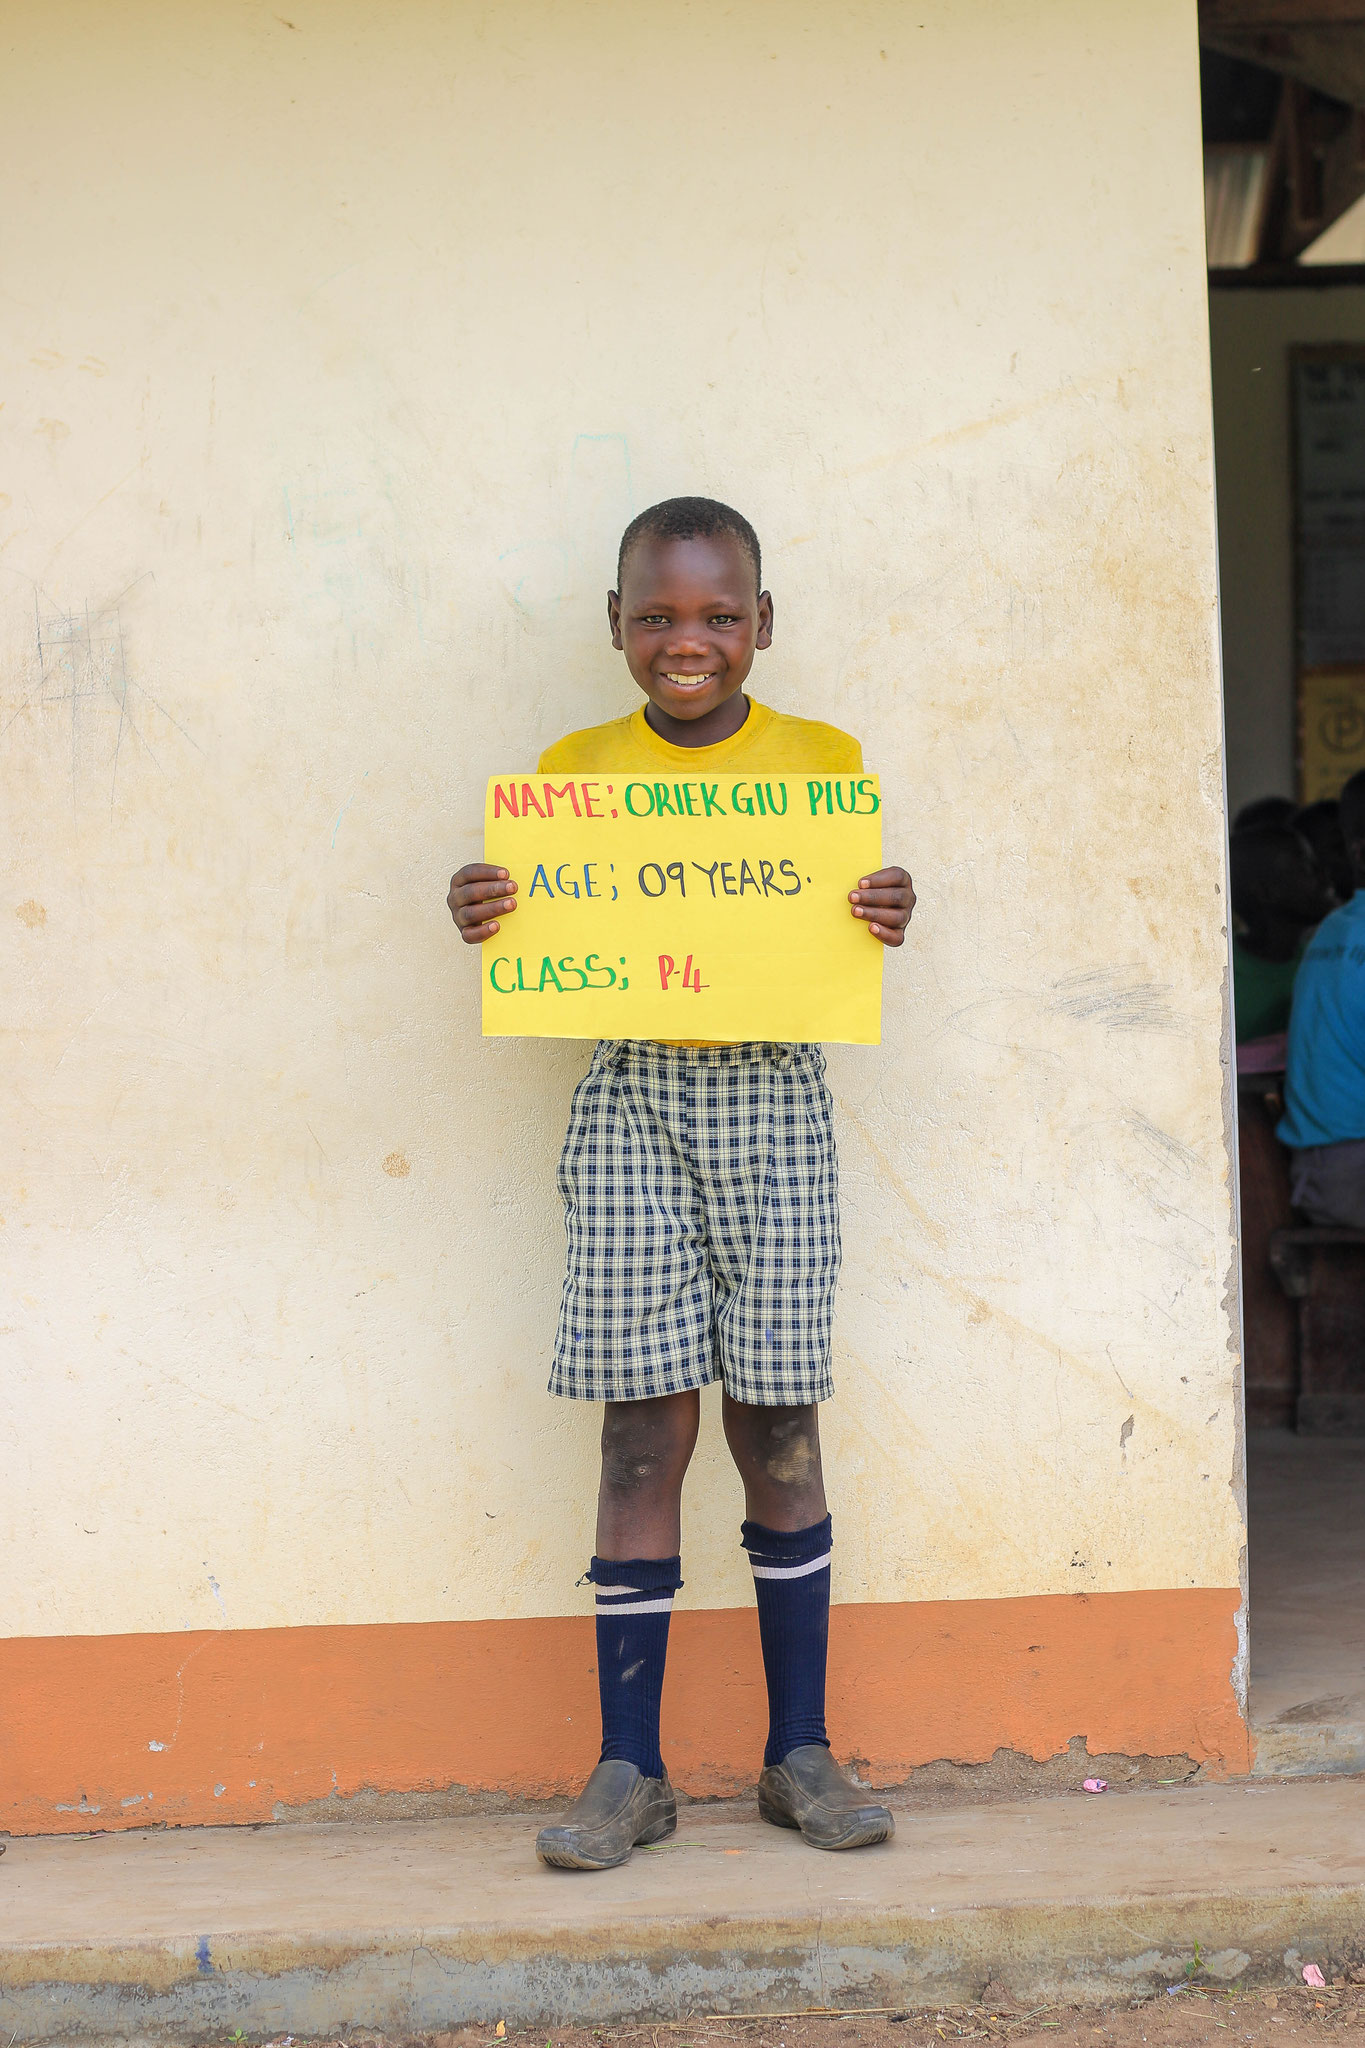 NAME; ORIEKGIU PIUS
AGE; 09 YEARS.
CLASS; P-4